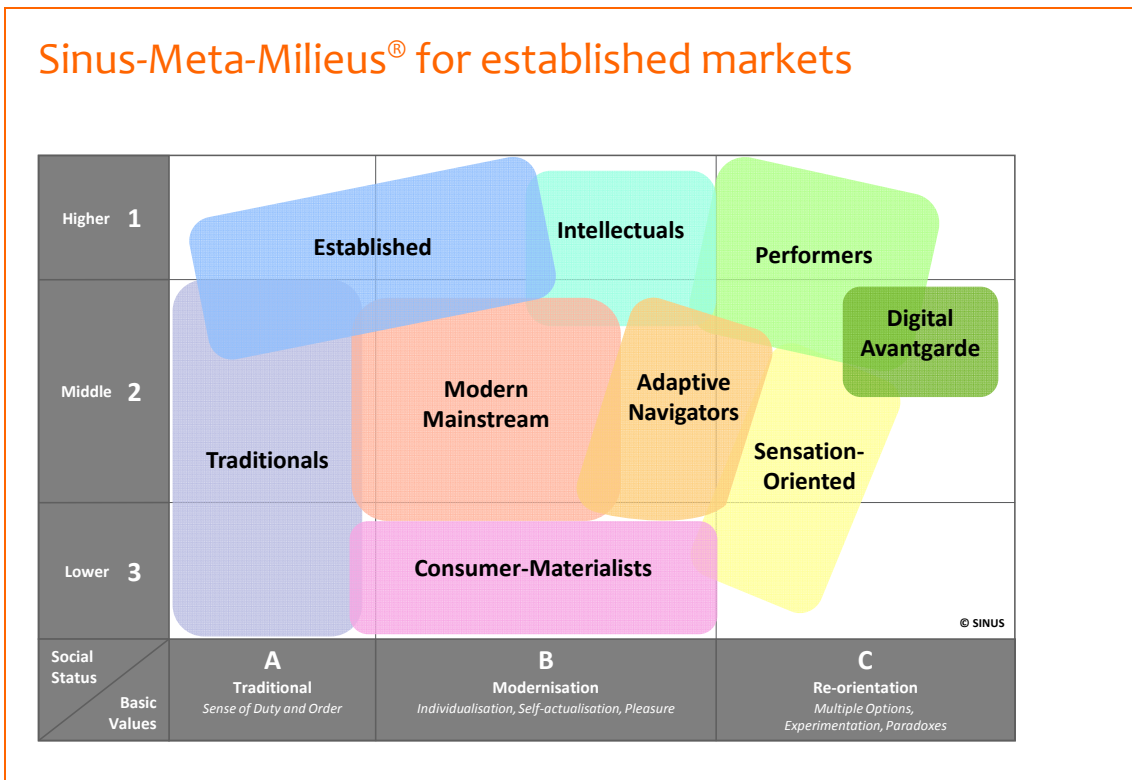 Sinus-Meta-Milieus® for established markets
Higher 1
Established
Intellectuals
Performers
Middle 2
Digital
Avantgarde
Modern
Mainstream
Adaptive
Navigators
Traditionals
Sensation-
Oriented
Lower 3
Consumer-Materialists
© SINUS
Social
Status
Basic
Values
A
Traditional
Sense of Duty and Order
B
Modernisation
Individualisation, Self-actualisation, Pleasure
C
Re-orientation
Multiple Options,
Experimentation, Paradoxes